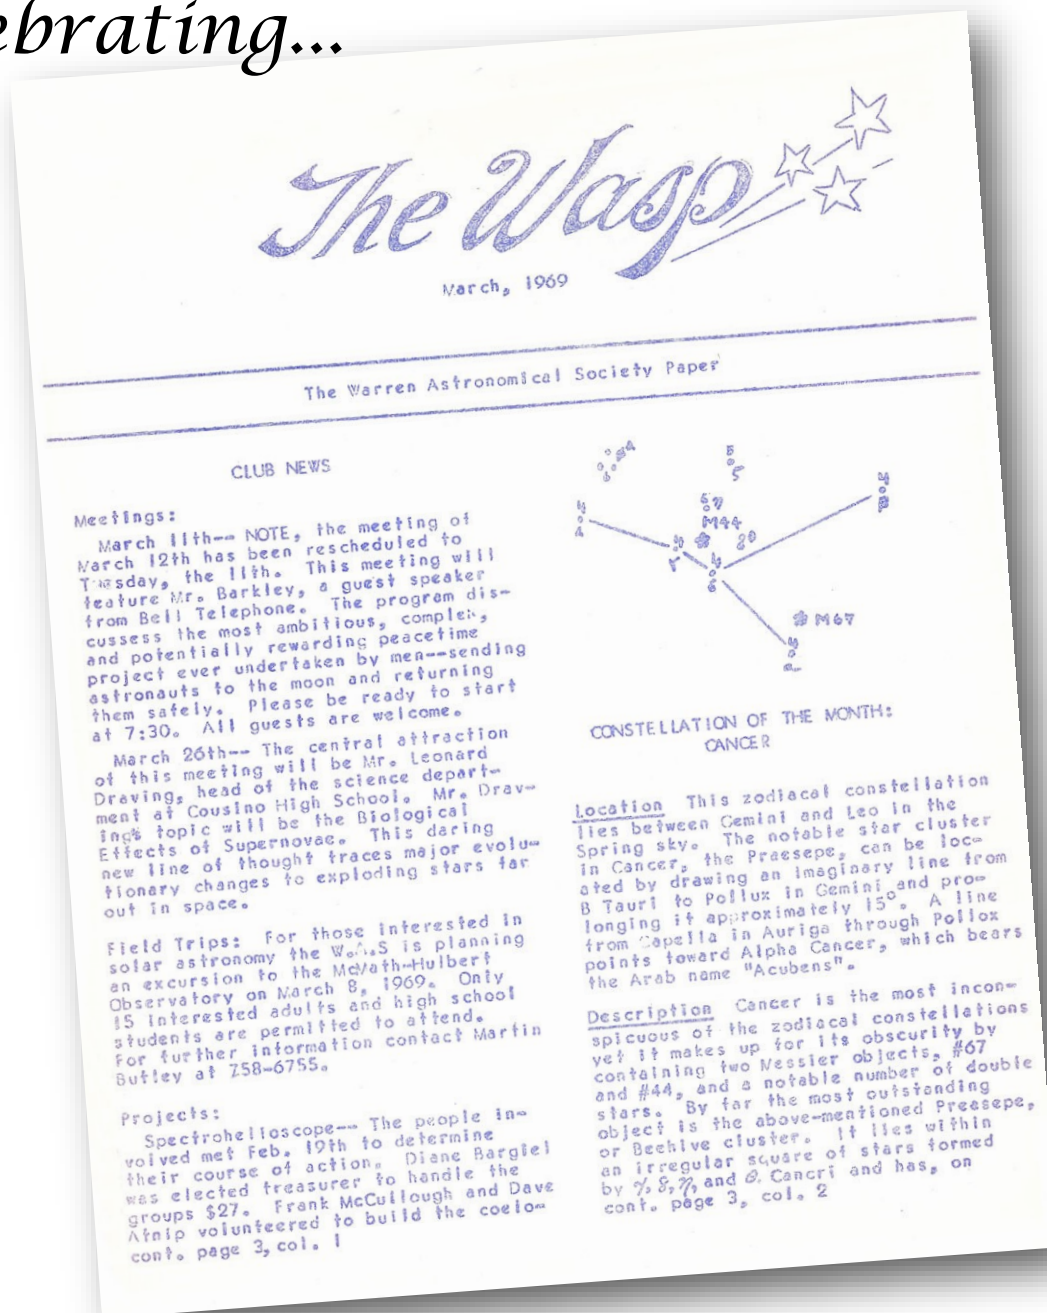 ebrating...
The Wasp
March, 1969
The Warren Astronomical Society Paper
CLUB NEWS
Meetings:
March 11th-- NOTE, the meeting of
March 12th has been rescheduled to
Tuesday, the 11th. This meeting will
feature Mr. Barkley, a guest speaker
from Bell Telephone. The program dis-
cussess the most ambitious, complex,
and potentially rewarding peacetime
project ever undertaken by men--sending
astronauts to the moon and returning
them safely. Please be ready to start
at 7:30. All guests are welcome.
March 26th-- The central attraction
of this meeting will be Mr. Leonard
Draving, head of the science depart-
ment at Cousino High School. Mr. Drav-
ing's topic will be the Biological
Effects of Supernovae. This daring
new line of thought traces major evolu-
tionary changes to exploding stars far
out in space.
Field Trips: For those interested in
solar astronomy the W.A.S is planning
an excursion to the McMath-Hulbert
Observatory on March 8, 1969. Only
15 interested adults and high school
students are permitted to attend.
For further information contact Martin
Butley at 758-6755.
Projects:
Spectrohelioscope-- The people in-
volved met Feb. 19th to determine
their course of action. Diane Bargiel
was elected treasurer to handle the
groups $27. Frank McCullough and Dave
Atnip volunteered to build the coelo-
cont. page 3, col. 1
M44
M67
CONSTELLATION OF THE MONTH:
CANCER
Location This zodiacal constellation
lies between Gemini and Leo in the
Spring sky. The notable star cluster
in Cancer, the Praesepe, can be loc-
ated by drawing an imaginary line from
B Tauri to Pollux in Gemini and pro-
longing it approximately 15°. A line
from Capella in Auriga through Pollox
points toward Alpha Cancer, which bears
the Arab name "Acubens".
Description Cancer is the most incon-
spicuous of the zodiacal constellations
yet it makes up for its obscurity by
containing two Messier objects, #67
and #44, and a notable number of double
stars. By far the most outstanding
object is the above-mentioned Preasepe,
or Beehive cluster. It lies within
an irregular square of stars formed
by γ, δ, η, and θ Cancri and has, on
cont. page 3, col. 2